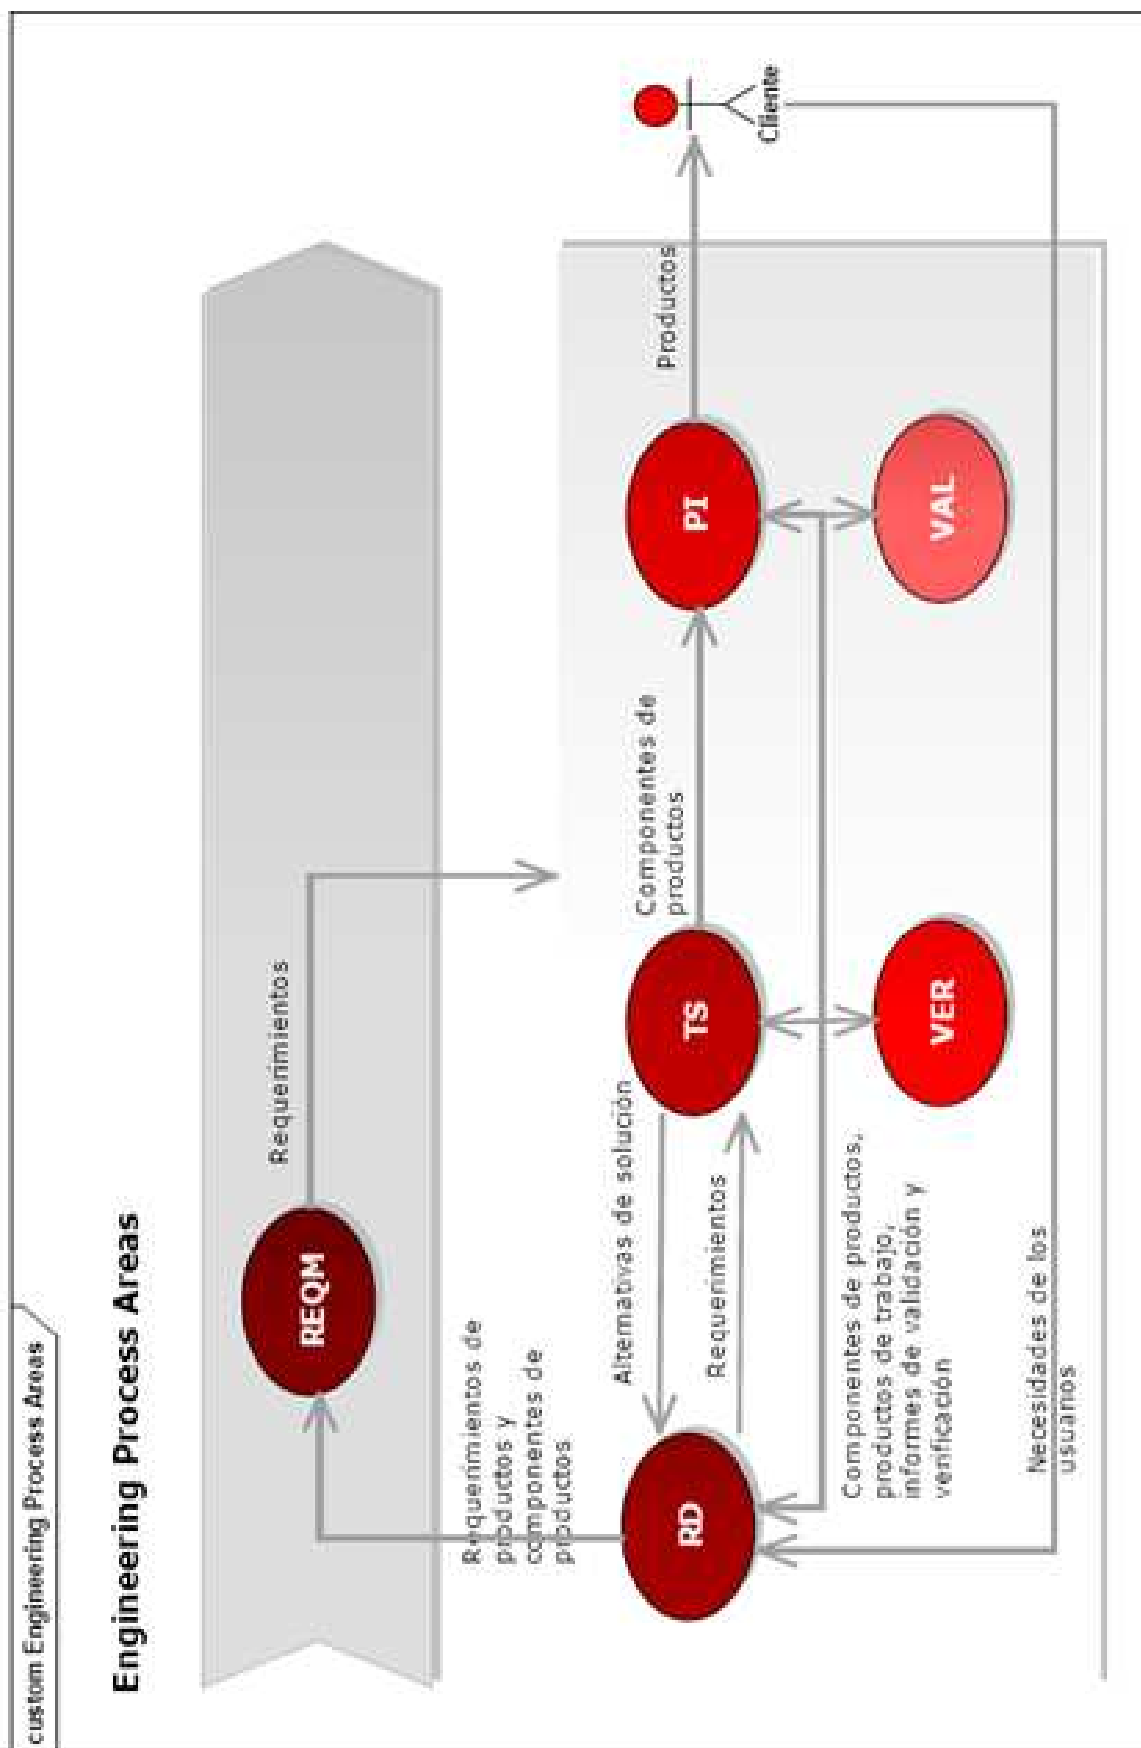 custom Engineering Process Areas
Engineering Process Areas
REQM
Requerimientos
Requerimientos de
productos y
componentes de
productos
Alternativas de solución
Requerimientos
Componentes de
productos
Productos
RD
TS
PI
Cliente
Componentes de productos,
productos de trabajo,
informes de validación y
verificación
VER
VAL
Necesidades de los
usuarios